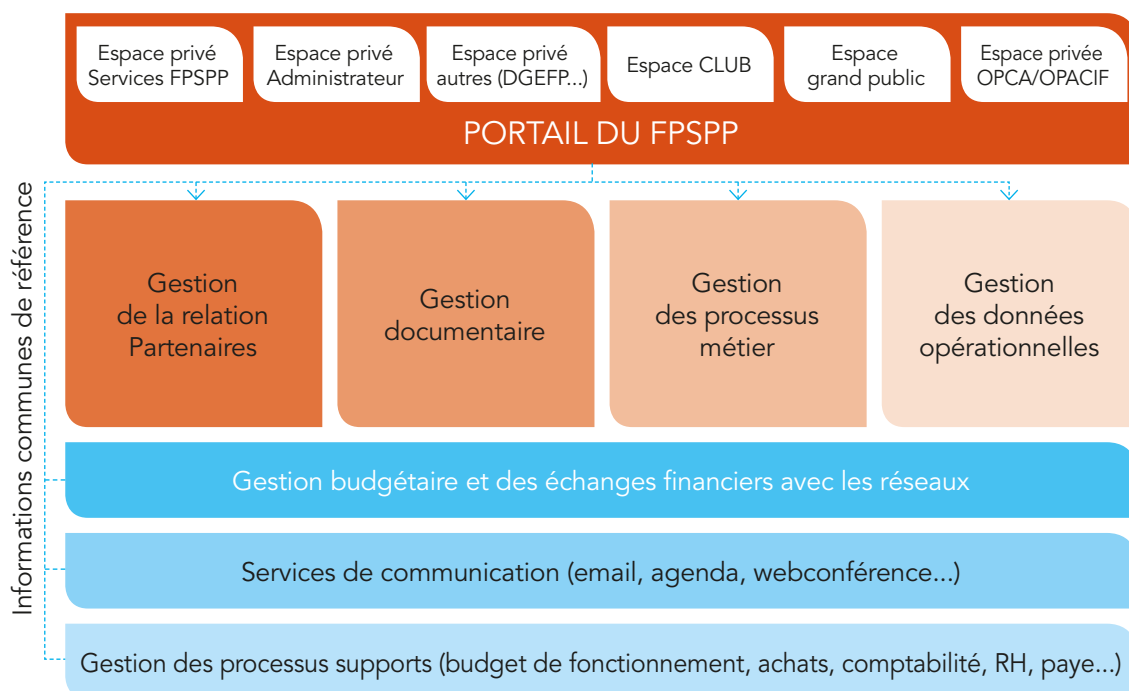 Espace privé
Services FPSPP
Espace privé
Administrateur
Espace privé
autres (DGEFP...)
Espace CLUB
Espace
grand public
Espace privée
OPCA/OPACIF
PORTAIL DU FPSPP
Informations communes de référence
Gestion
de la relation
Partenaires
Gestion
documentaire
Gestion
des processus
métier
Gestion
des données
opérationnelles
Gestion budgétaire et des échanges financiers avec les réseaux
Services de communication (email, agenda, webconférence...)
Gestion des processus supports (budget de fonctionnement, achats, comptabilité, RH, paye...)